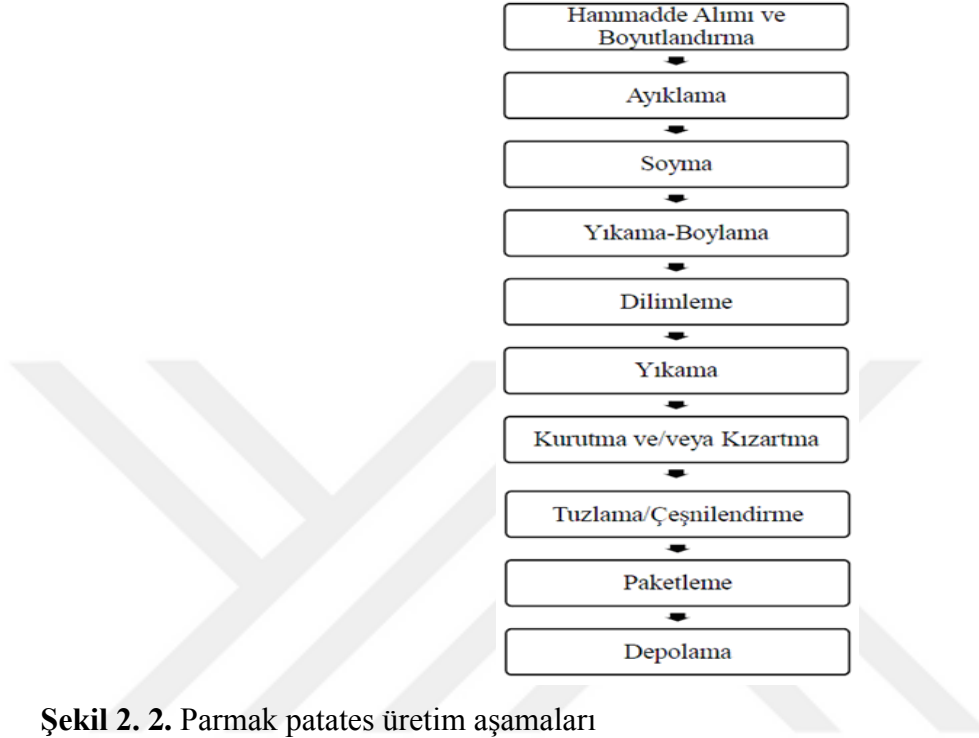 Hammadde Alımı ve
Boyutlandırma
Ayıklama
Soyma
Yıkama-Boylama
Dilimleme
Yıkama
Kurutma ve/veya Kızartma
Tuzlama/Çeşnilendirme
Paketleme
Depolama
Şekil 2. 2. Parmak patates üretim aşamaları